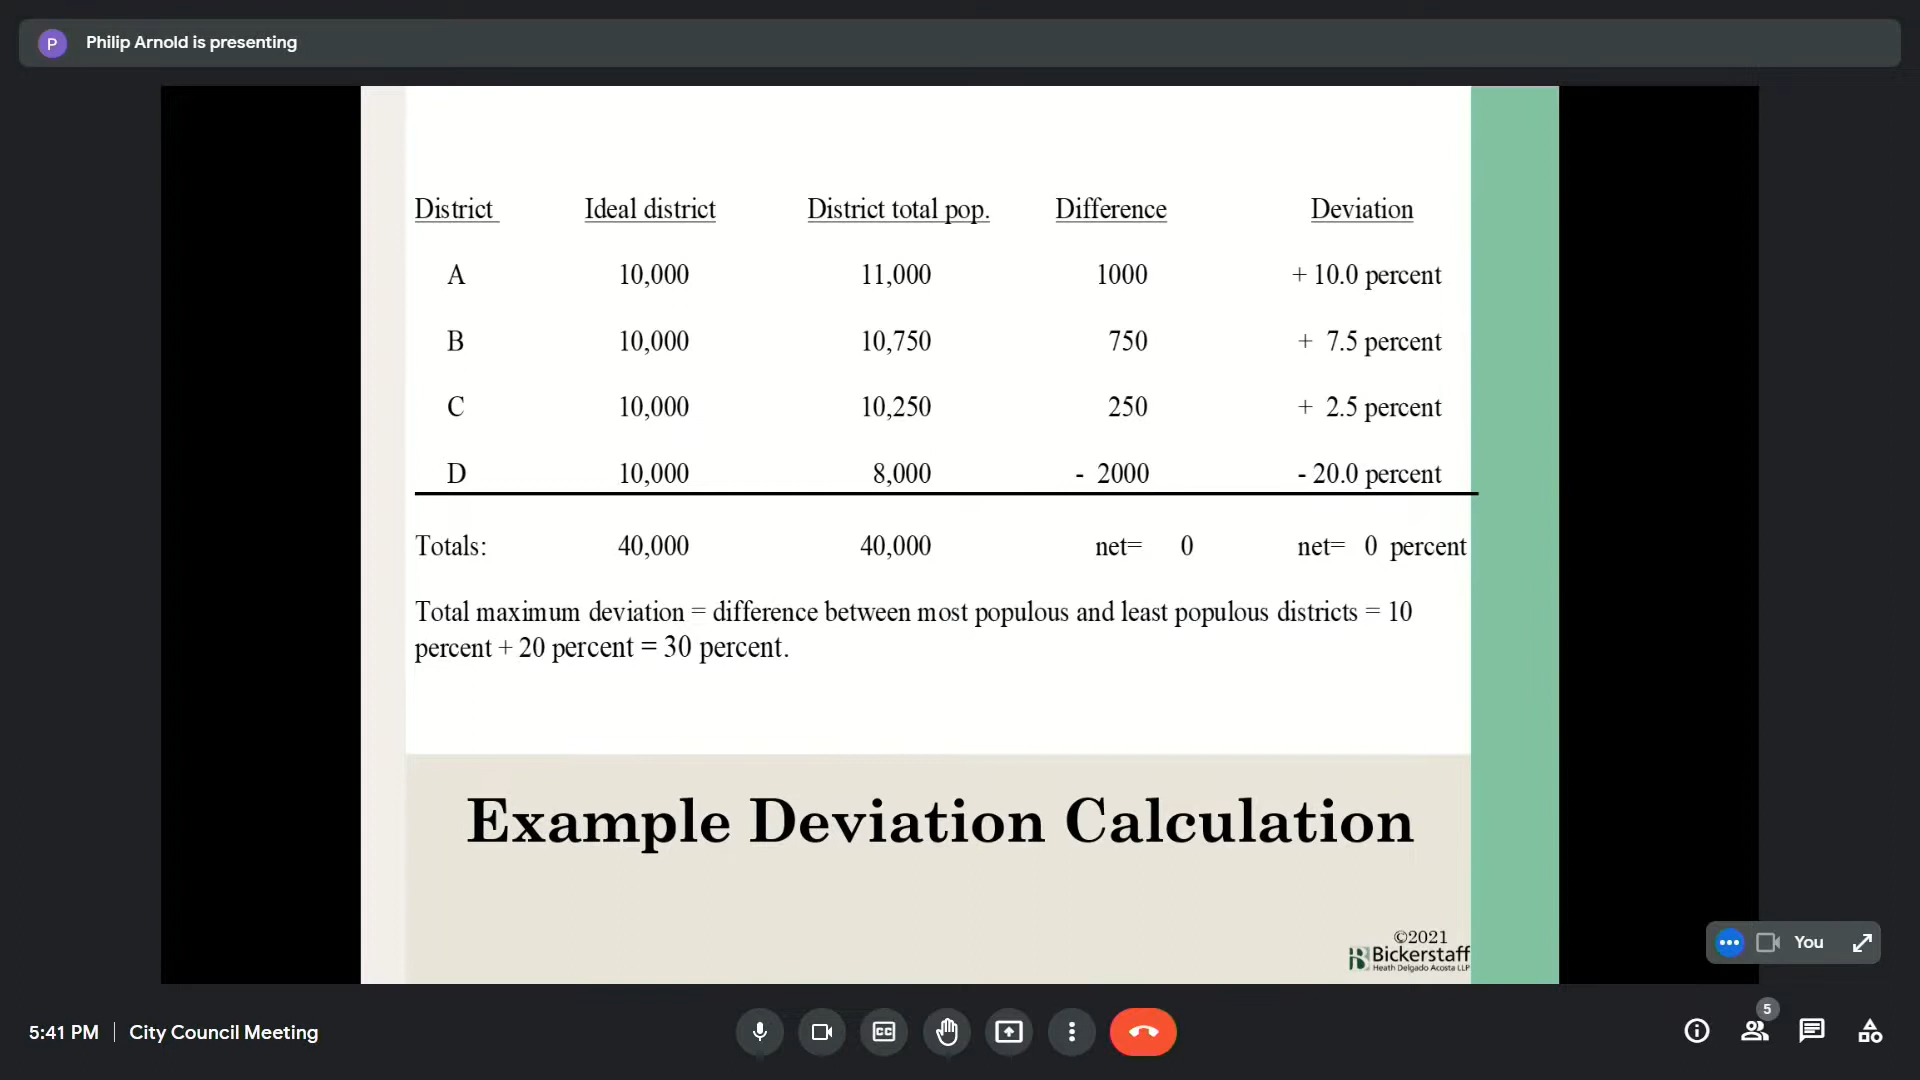 P Philip Arnold is presenting
District Ideal district District total pop. Difference Deviation
A 10,000 11,000 1000 + 10.0 percent
B 10,000 10,750 750 + 7.5 percent
C 10,000 10,250 250 + 2.5 percent
D 10,000 8,000 - 2000 - 20.0 percent
Totals: 40,000 40,000 net= 0 net= 0 percent
Total maximum deviation = difference between most populous and least populous districts = 10
percent + 20 percent = 30 percent.
Example Deviation Calculation
©2021
B Bickerstaff
Heath Delgado Acosta LLP
You
5:41 PM | City Council Meeting
CC
5